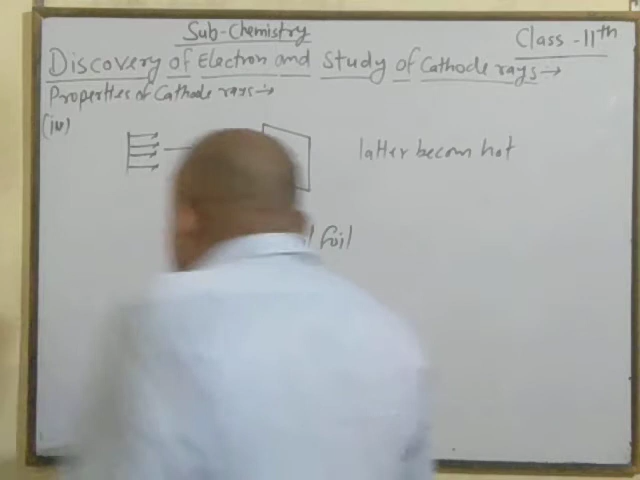 Sub-Chemistry
Class-11th
Discovery of Electron and Study of Cathode rays→
Properties of Cathode rays:→
(iv)
latter becom hot
foil